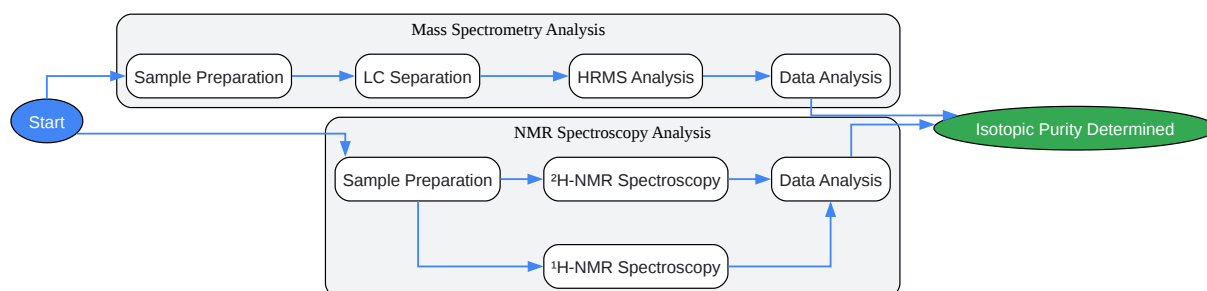 Mass Spectrometry Analysis
Sample Preparation
LC Separation
HRMS Analysis
Data Analysis
Start
Isotopic Purity Determined
NMR Spectroscopy Analysis
Sample Preparation
²H-NMR Spectroscopy
Data Analysis
¹H-NMR Spectroscopy